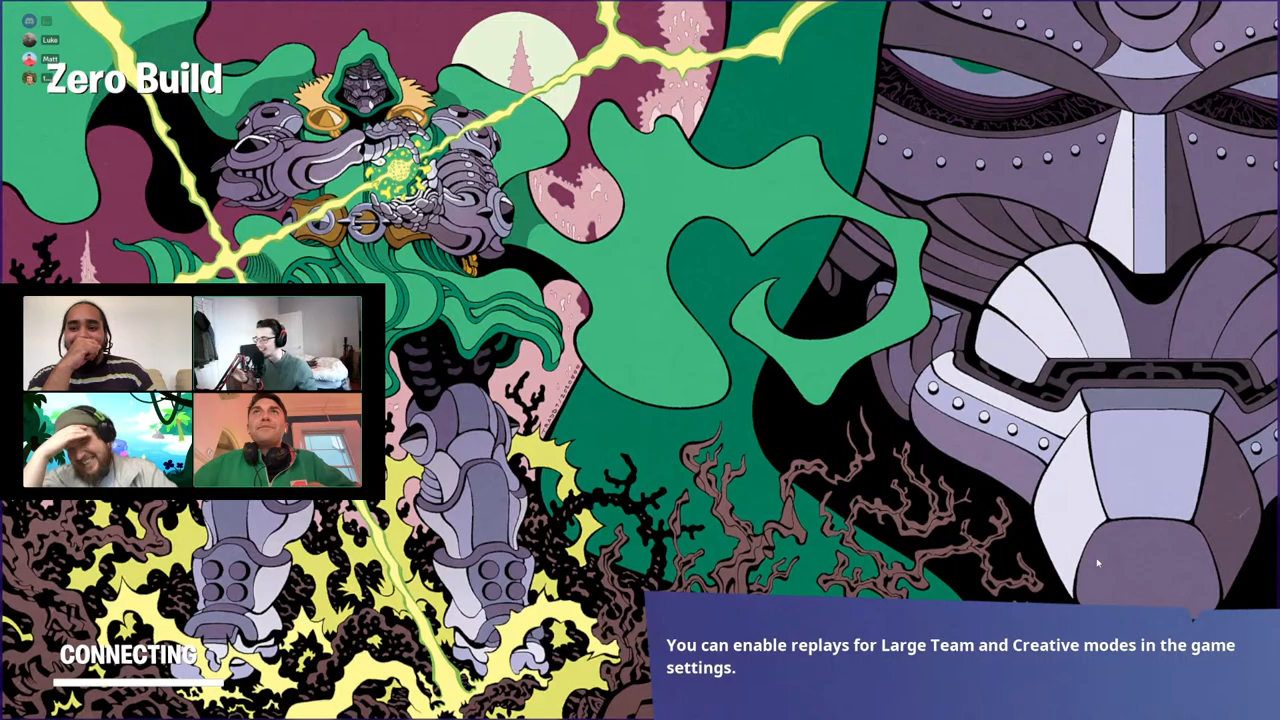 Luke
Matt
Zero Build
CONNECTING
You can enable replays for Large Team and Creative modes in the game
settings.